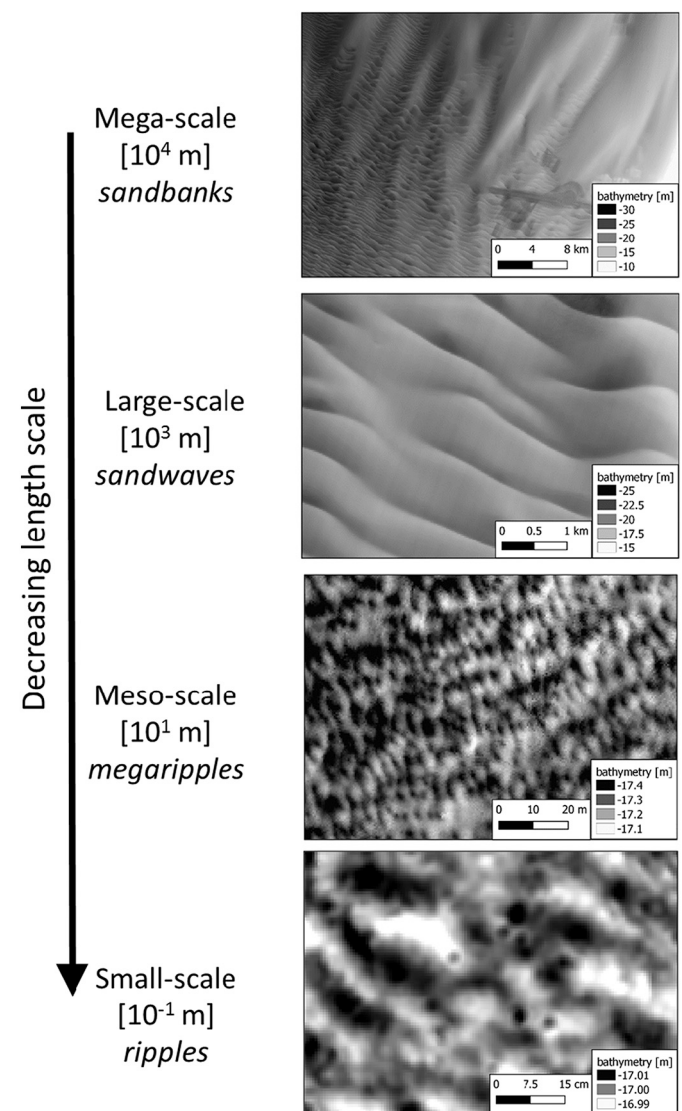 Decreasing length scale
Mega-scale
[10⁴ m]
sandbanks
bathymetry [m]
-30
-25
-20
-15
-10
0 4 8 km
Large-scale
[10³ m]
sandwaves
bathymetry [m]
-25
-22.5
-20
-17.5
-15
0 0.5 1 km
Meso-scale
[10¹ m]
megaripples
bathymetry [m]
-17.4
-17.3
-17.2
-17.1
0 10 20 m
Small-scale
[10⁻¹ m]
ripples
bathymetry [m]
-17.01
-17.00
-16.99
0 7.5 15 cm